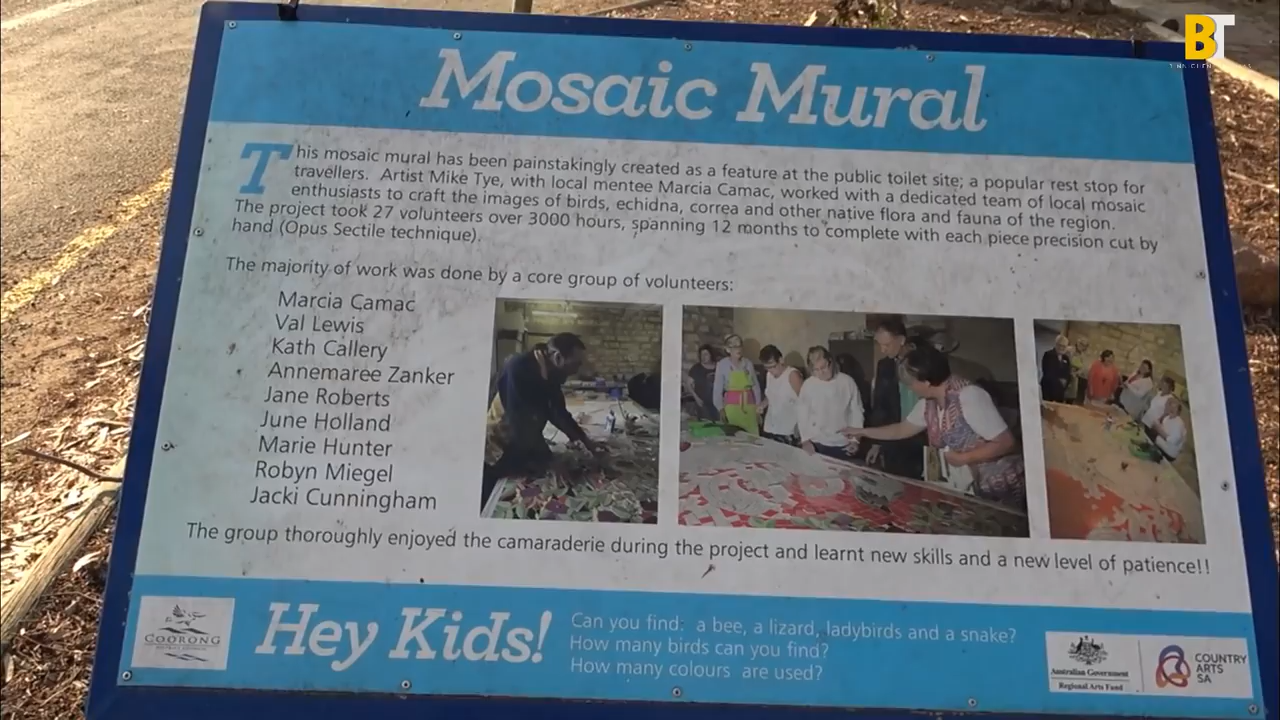 BT
Mosaic Mural
This mosaic mural has been painstakingly created as a feature at the public toilet site; a popular rest stop for
travellers. Artist Mike Tye, with local mentee Marcia Camac, worked with a dedicated team of local mosaic
enthusiasts to craft the images of birds, echidna, correa and other native flora and fauna of the region.
The project took 27 volunteers over 3000 hours, spanning 12 months to complete with each piece precision cut by
hand (Opus Sectile technique).
The majority of work was done by a core group of volunteers:
Marcia Camac
Val Lewis
Kath Callery
Annemaree Zanker
Jane Roberts
June Holland
Marie Hunter
Robyn Miegel
Jacki Cunningham
The group thoroughly enjoyed the camaraderie during the project and learnt new skills and a new level of patience!!
COORONG
Hey Kids!
Can you find: a bee, a lizard, ladybirds and a snake?
How many birds can you find?
How many colours are used?
Australian Government
Regional Arts Fund
COUNTRY
ARTS
SA